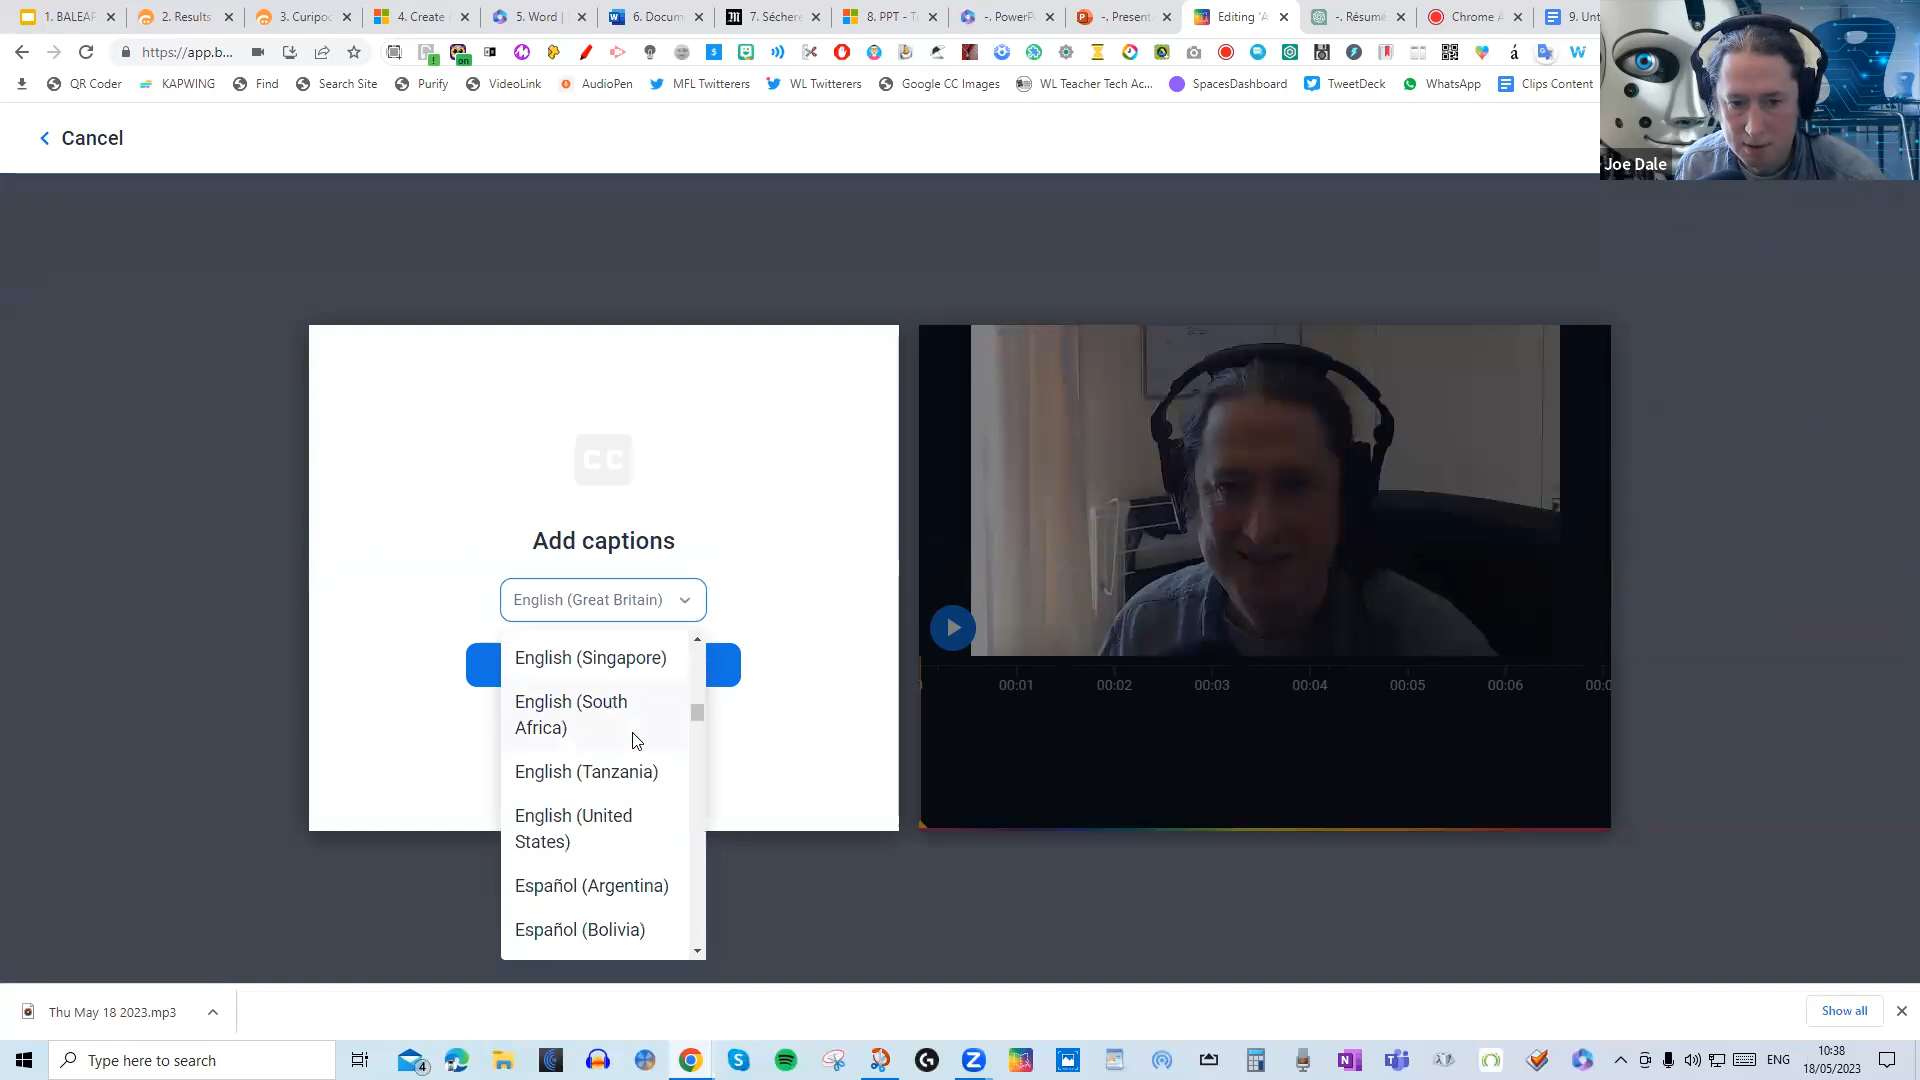 1. BALEAP
2. Results
3. Curipoc
4. Create
5. Word |
6. Docum
7. Séchere
8. PPT - T
-. PowerP
-. Present
Editing 'A
-. Résumé
Chrome
9. Unt
https://app.b...
QR Coder
KAPWING
Find
Search Site
Purify
VideoLink
AudioPen
MFL Twitterers
WL Twitterers
Google CC Images
WL Teacher Tech Ac...
SpacesDashboard
TweetDeck
WhatsApp
Clips Content
Cancel
Joe Dale
CC
Add captions
English (Great Britain)
English (Singapore)
English (South
Africa)
English (Tanzania)
English (United
States)
Español (Argentina)
Español (Bolivia)
00:01 00:02 00:03 00:04 00:05 00:06
Thu May 18 2023.mp3
Show all
Type here to search
ENG
10:38
18/05/2023